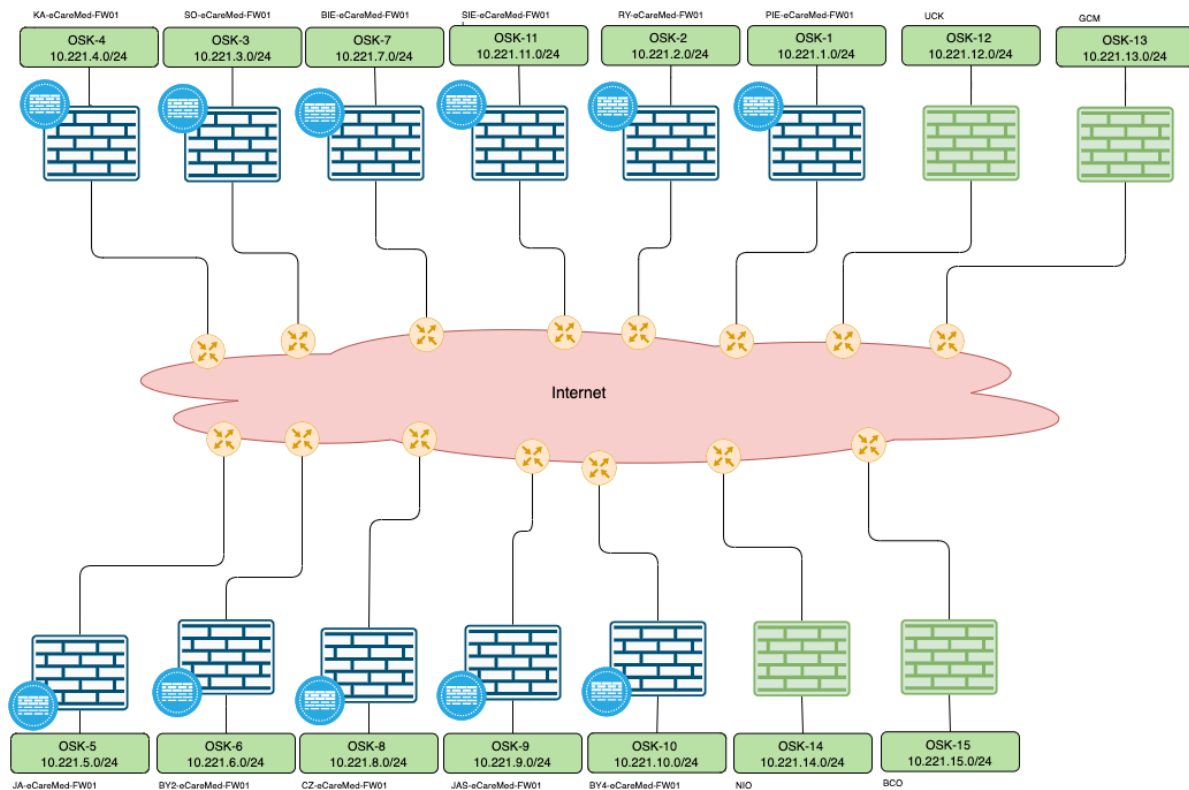 KA-eCareMed-FW01
SO-eCareMed-FW01
BIE-eCareMed-FW01
SIE-eCareMed-FW01
RY-eCareMed-FW01
PIE-eCareMed-FW01
UCK
GCM
OSK-4
10.221.4.0/24
OSK-3
10.221.3.0/24
OSK-7
10.221.7.0/24
OSK-11
10.221.11.0/24
OSK-2
10.221.2.0/24
OSK-1
10.221.1.0/24
OSK-12
10.221.12.0/24
OSK-13
10.221.13.0/24
Internet
OSK-5
10.221.5.0/24
OSK-6
10.221.6.0/24
OSK-8
10.221.8.0/24
OSK-9
10.221.9.0/24
OSK-10
10.221.10.0/24
OSK-14
10.221.14.0/24
OSK-15
10.221.15.0/24
JA-eCareMed-FW01
BY2-eCareMed-FW01
CZ-eCareMed-FW01
JAS-eCareMed-FW01
BY4-eCareMed-FW01
NIO
BCO